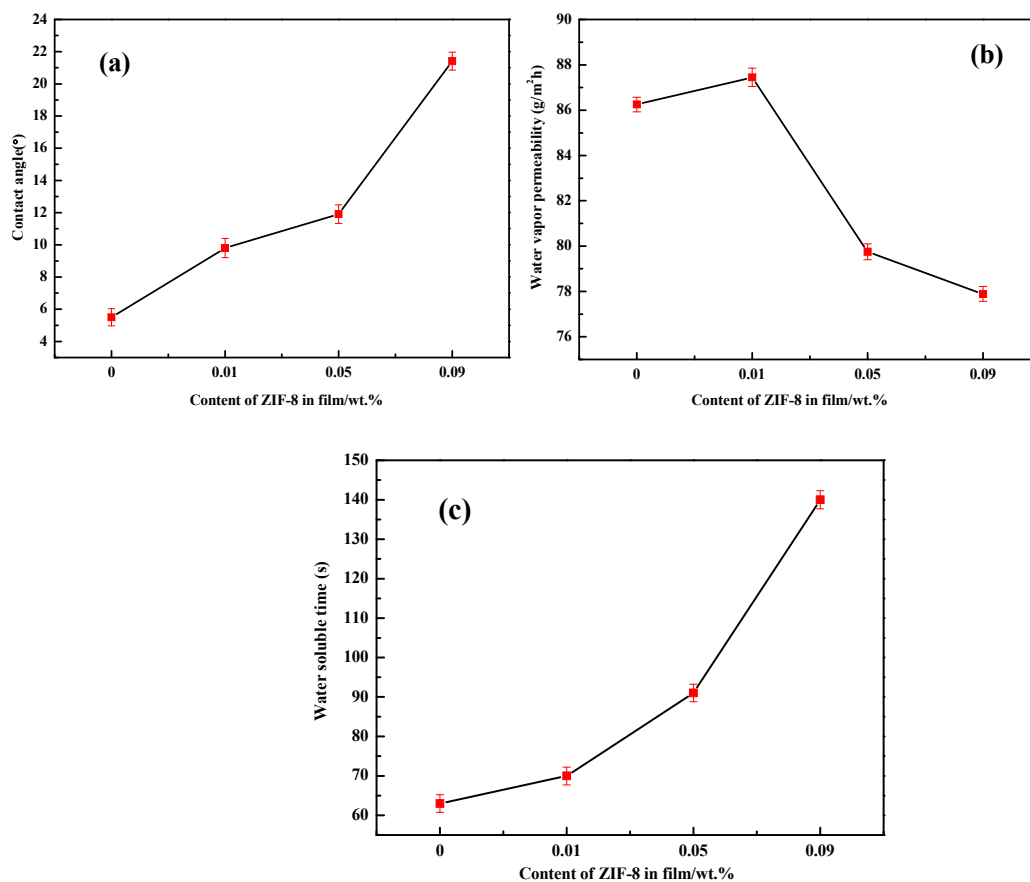 (a)
24
22
20
18
16
14
12
10
8
6
4
Contact angle(°)
0 0.01 0.05 0.09
Content of ZIF-8 in film/wt.%
(b)
90
88
86
84
82
80
78
76
Water vapor permeability (g/m²h)
0 0.01 0.05 0.09
Content of ZIF-8 in film/wt.%
(c)
150
140
130
120
110
100
90
80
70
60
Water soluble time (s)
0 0.01 0.05 0.09
Content of ZIF-8 in film/wt.%